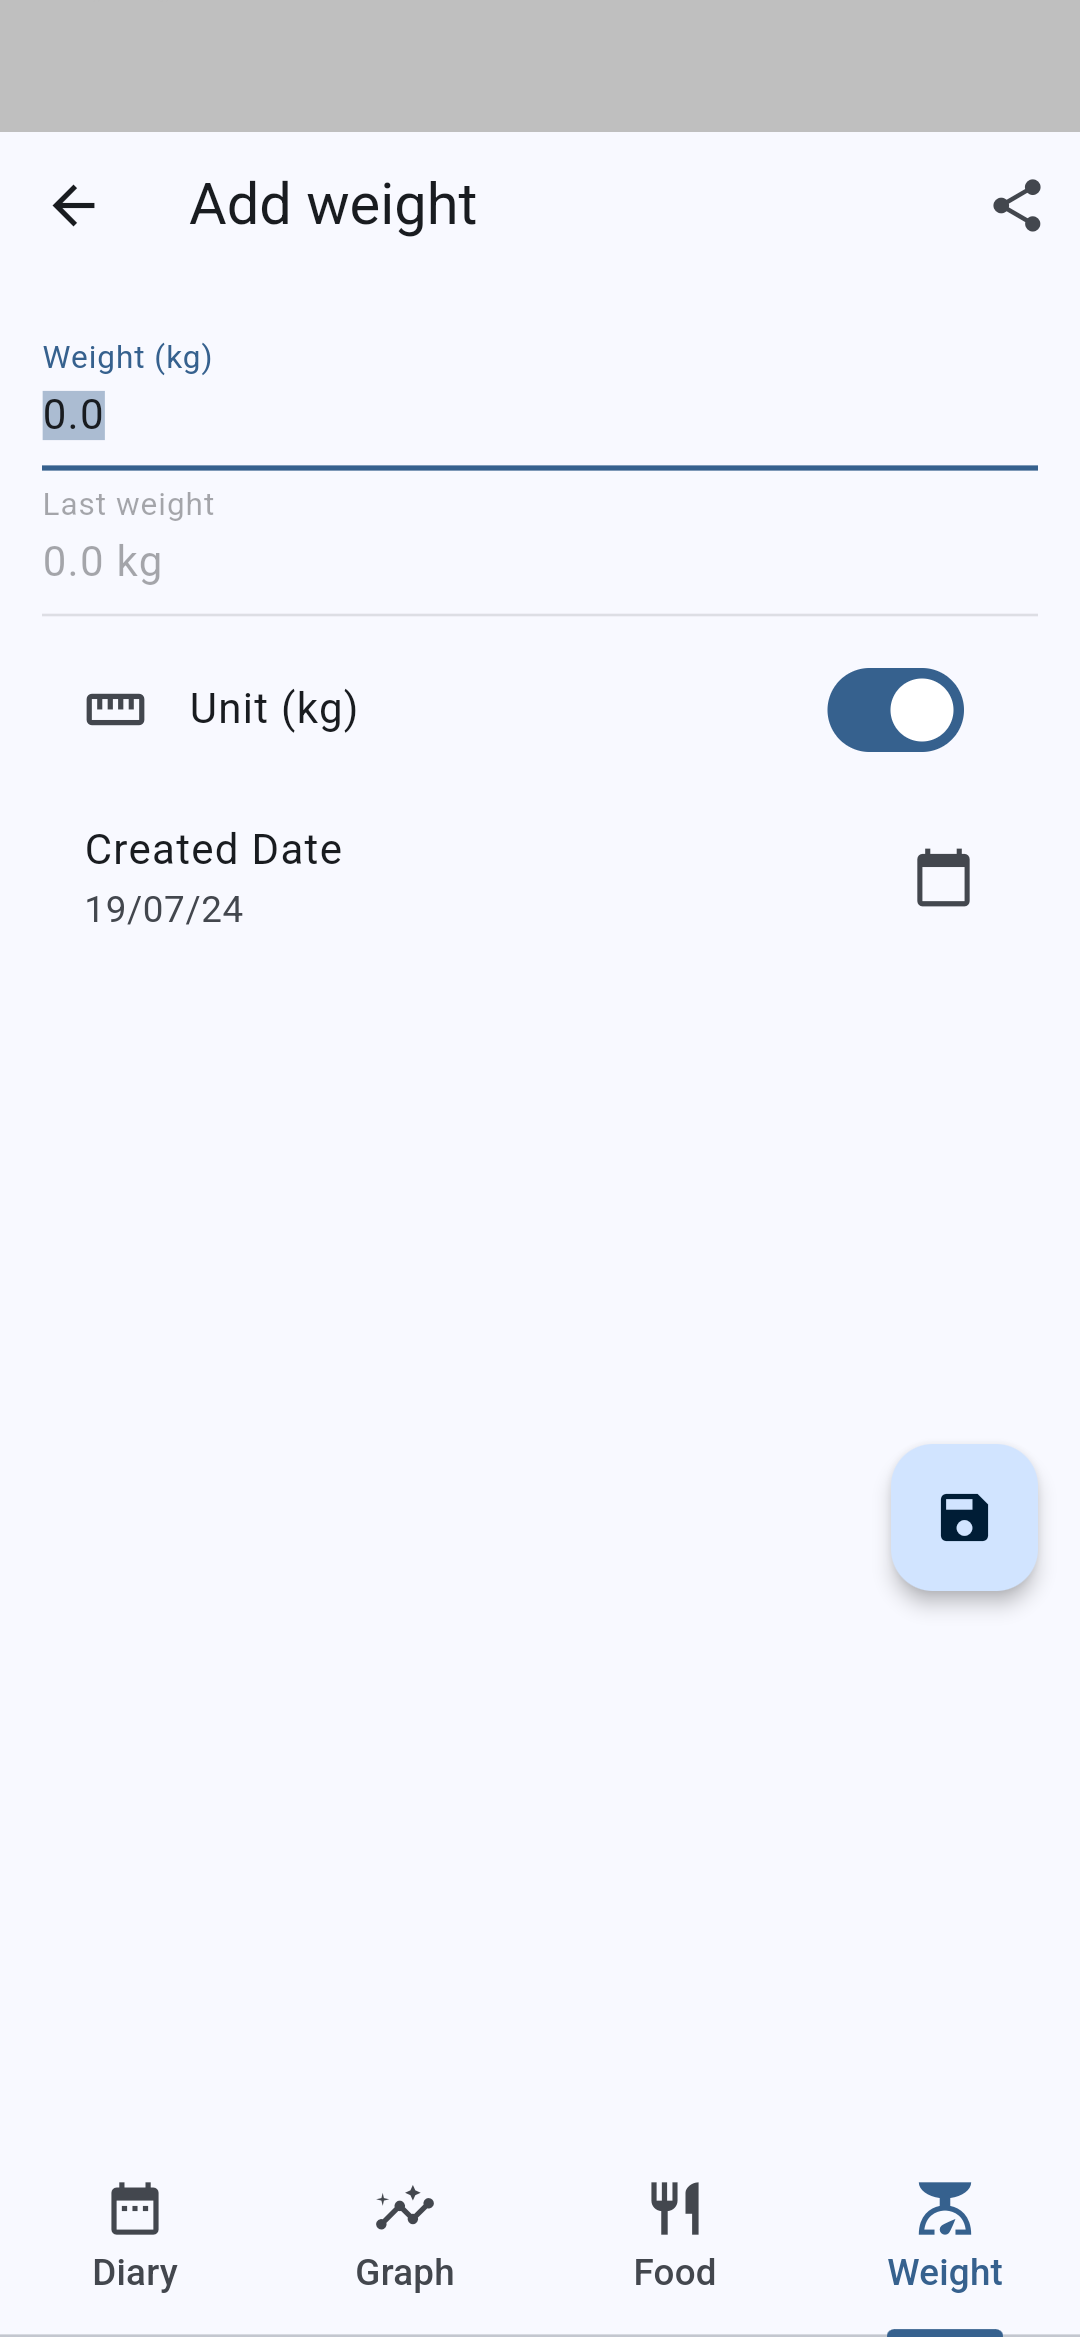 Add weight
Weight (kg)
0.0
Last weight
0.0 kg
Unit (kg)
Created Date
19/07/24
Diary
Graph
Food
Weight